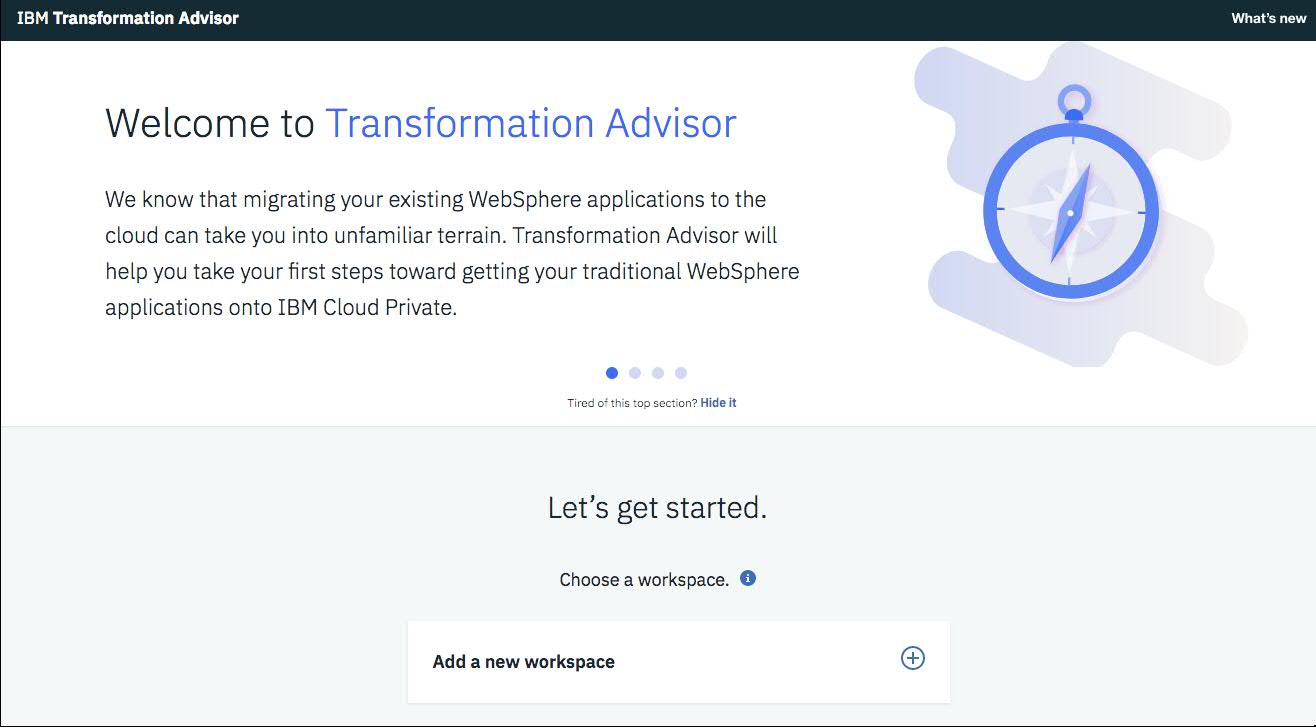 IBM Transformation Advisor
What's new
Welcome to Transformation Advisor
We know that migrating your existing WebSphere applications to the
cloud can take you into unfamiliar terrain. Transformation Advisor will
help you take your first steps toward getting your traditional WebSphere
applications onto IBM Cloud Private.
Tired of this top section? Hide it
Let's get started.
Choose a workspace. i
Add a new workspace